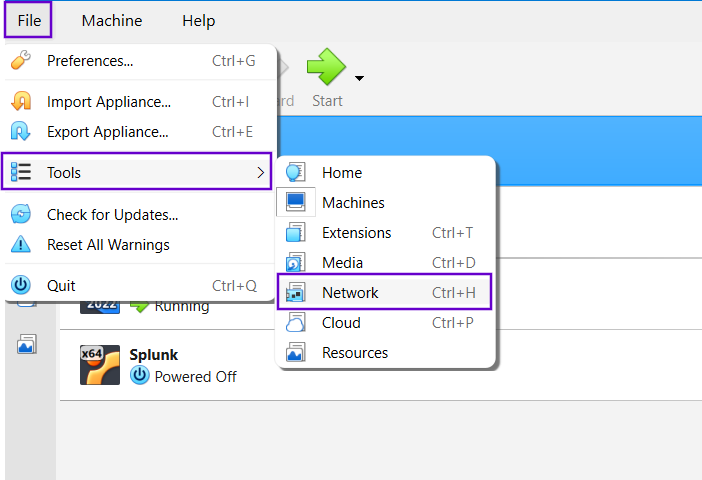 File Machine Help
Preferences... Ctrl+G
Import Appliance... Ctrl+I
Export Appliance... Ctrl+E
Tools
Check for Updates...
Reset All Warnings
Quit Ctrl+Q
Start
Home
Machines
Extensions Ctrl+T
Media Ctrl+D
Network Ctrl+H
Cloud Ctrl+P
Resources
2022 Running
x64 Splunk
Powered Off